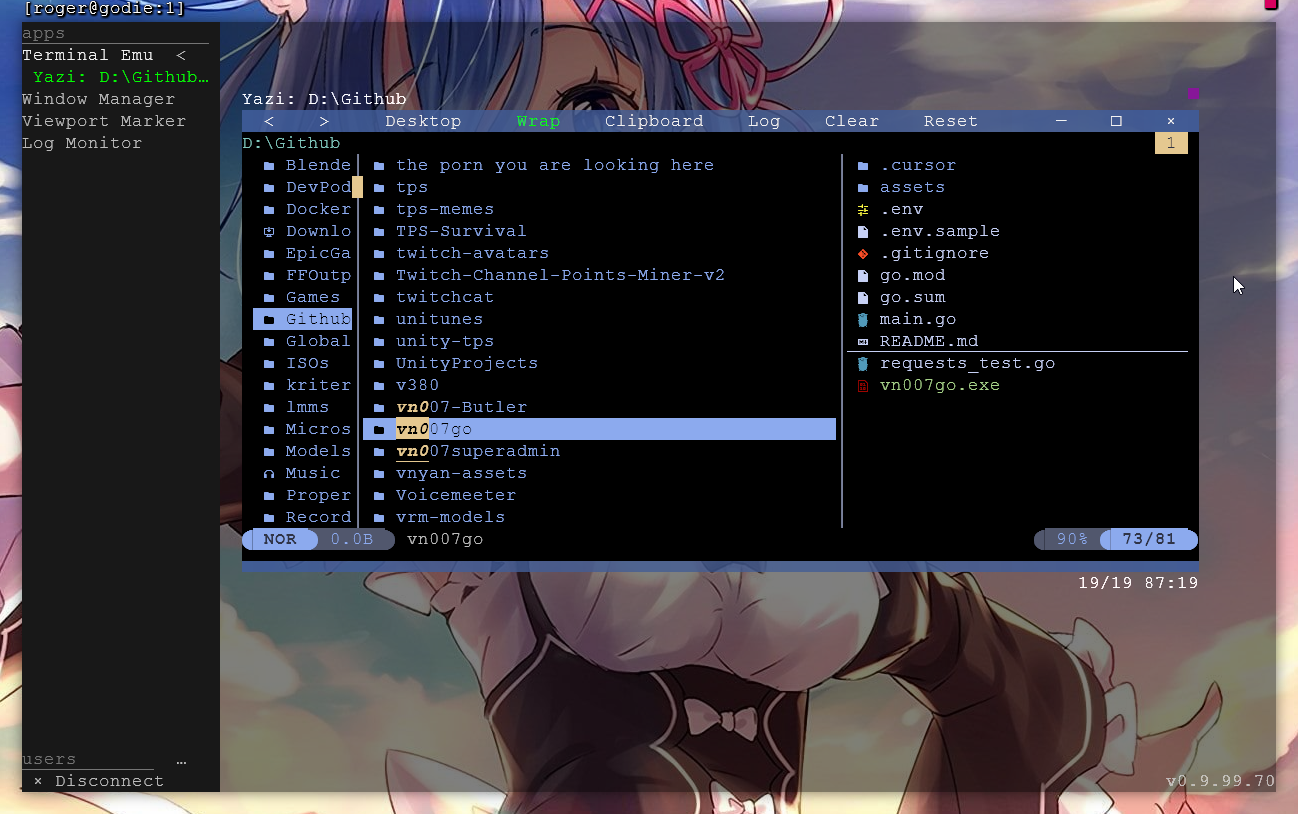 [roger@godie:1]
apps
Terminal Emu <
Yazi: D:\Github…
Window Manager
Viewport Marker
Log Monitor
Yazi: D:\Github
< > Desktop Wrap Clipboard Log Clear Reset — □ ×
D:\Github 1
Blende the porn you are looking here .cursor
DevPod tps assets
Docker tps-memes .env
Downlo TPS-Survival .env.sample
EpicGa twitch-avatars .gitignore
FFOutp Twitch-Channel-Points-Miner-v2 go.mod
Games twitchcat go.sum
Github unitunes main.go
Global unity-tps README.md
ISOs UnityProjects requests_test.go
kriter v380 vn007go.exe
lmms vn007-Butler
Micros vn007go
Models vn007superadmin
Music vnyan-assets
Proper Voicemeeter
Record vrm-models
NOR 0.0B vn007go 90% 73/81
19/19 87:19
users …
× Disconnect
v0.9.99.70